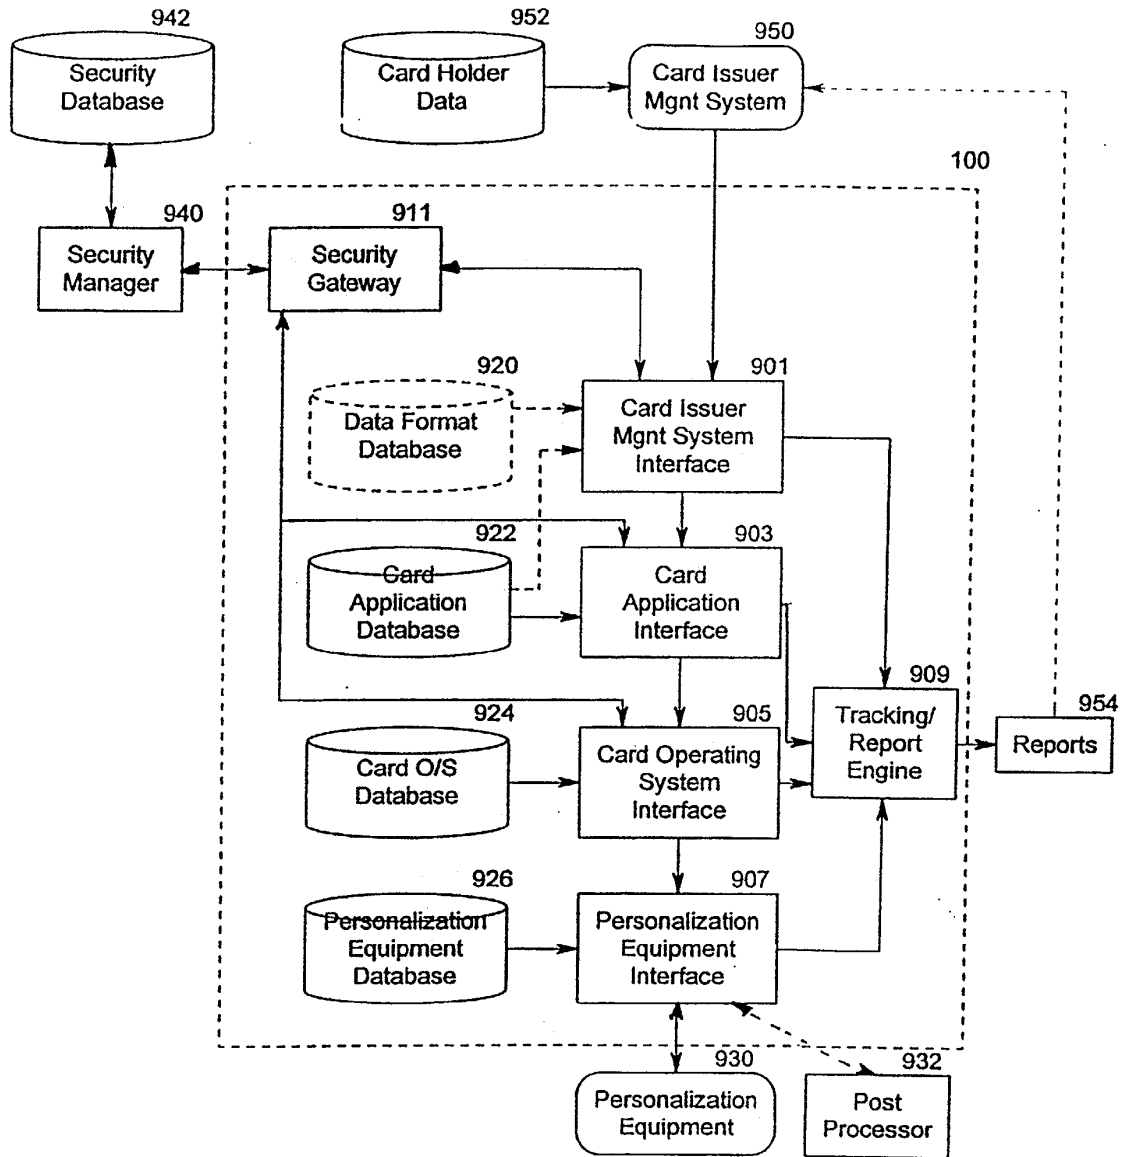 942
Security
Database
952
Card Holder
Data
950
Card Issuer
Mgnt System
100
940
Security
Manager
911
Security
Gateway
920
Data Format
Database
901
Card Issuer
Mgnt System
Interface
922
Card
Application
Database
903
Card
Application
Interface
924
Card O/S
Database
905
Card Operating
System
Interface
909
Tracking/
Report
Engine
954
Reports
926
Personalization
Equipment
Database
907
Personalization
Equipment
Interface
930
Personalization
Equipment
932
Post
Processor